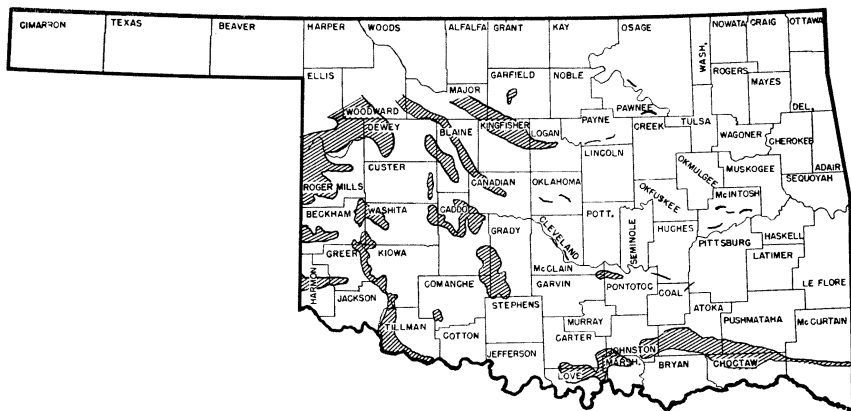 CIMARRON
TEXAS
BEAVER
HARPER
WOODS
ALFALFA
GRANT
KAY
OSAGE
WASH.
NOWATA
CRAIG
OTTAWA
ELLIS
WOODWARD
MAJOR
GARFIELD
NOBLE
PAWNEE
ROGERS
MAYES
DEL.
DEWEY
BLAINE
KINGFISHER
LOGAN
PAYNE
CREEK
TULSA
WAGONER
CHEROKEE
ADAIR
CUSTER
LINCOLN
OKMULGEE
MUSKOGEE
SEQUOYAH
ROGER MILLS
CANADIAN
OKLAHOMA
OKFUSKEE
McINTOSH
BECKHAM
WASHITA
CADDO
GRADY
CLEVELAND
POTT.
SEMINOLE
HUGHES
PITTSBURG
HASKELL
LATIMER
LE FLORE
GREER
KIOWA
McCLAIN
HARMON
JACKSON
COMANCHE
STEPHENS
GARVIN
PONTOTOC
COAL
ATOKA
PUSHMATAHA
McCURTAIN
TILLMAN
COTTON
MURRAY
CARTER
JOHNSTON
JEFFERSON
LOVE
MARSH.
BRYAN
CHOCTAW